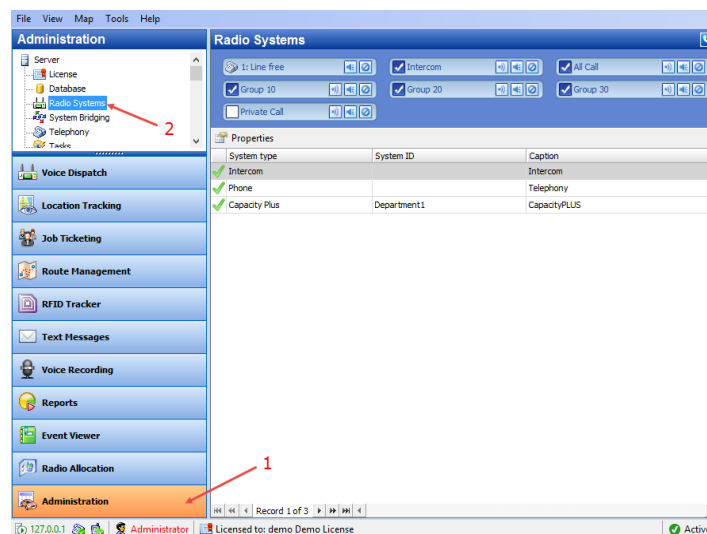 File View Map Tools Help
Administration
Server
License
Database
Radio Systems
System Bridging
Telephony
Tasks
2
Voice Dispatch
Location Tracking
Job Ticketing
Route Management
RFID Tracker
Text Messages
Voice Recording
Reports
Event Viewer
Radio Allocation
Administration
1
Radio Systems
1: Line free Intercom All Call
Group 10 Group 20 Group 30
Private Call
Properties
System type System ID Caption
Intercom Intercom
Phone Telephony
Capacity Plus Department1 CapacityPLUS
Record 1 of 3
127.0.0.1 Administrator Licensed to: demo Demo License Active